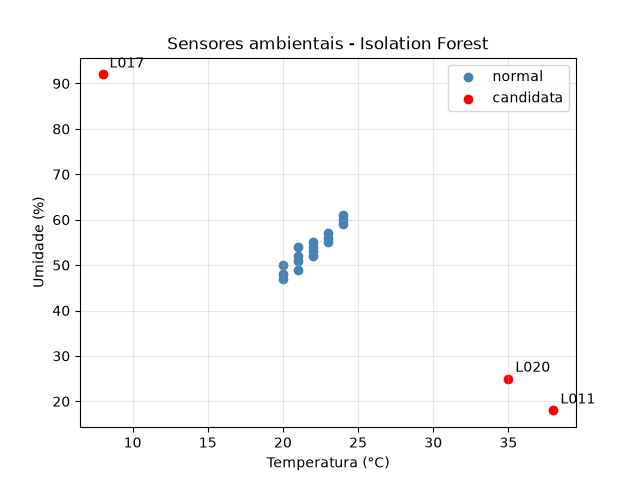 Sensores ambientais - Isolation Forest
L017
normal
candidata
90
80
70
60
50
40
30
20
Umidade (%)
L020
L011
10 15 20 25 30 35
Temperatura (°C)